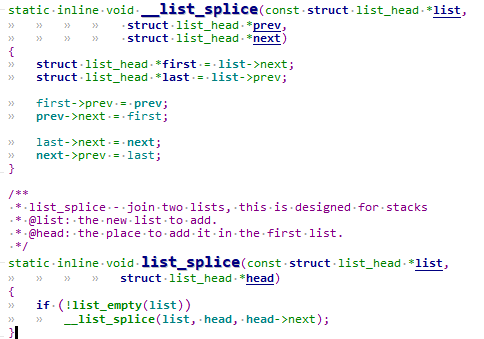 static inline void __list_splice(const struct list_head *list,
» » » » struct list_head *prev,
» » » » struct list_head *next)
{
» struct list_head *first = list->next;
» struct list_head *last = list->prev;

» first->prev = prev;
» prev->next = first;

» last->next = next;
» next->prev = last;
}

/**
 * list_splice - join two lists, this is designed for stacks
 * @list: the new list to add.
 * @head: the place to add it in the first list.
 */
static inline void list_splice(const struct list_head *list,
» » » » struct list_head *head)
{
» if (!list_empty(list))
» » __list_splice(list, head, head->next);
}